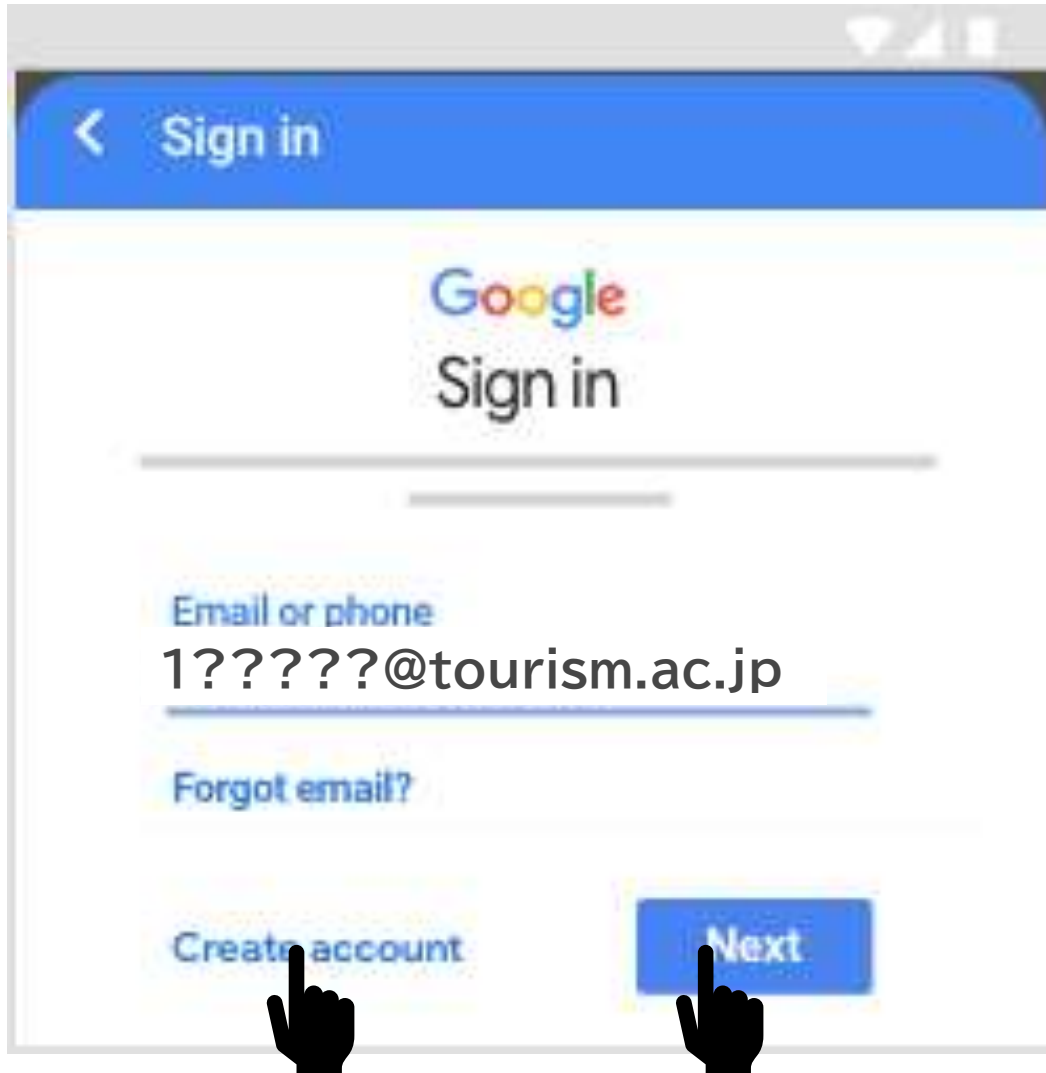 Sign in
Google
Sign in
Email or phone
1?????@tourism.ac.jp
Forgot email?
Create account
Next